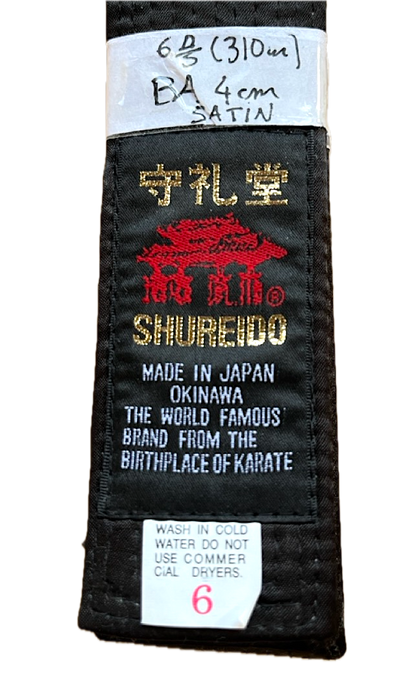 6 D/S (310cm)
BA 4cm
SATIN
守礼堂
®
SHUREIDO
MADE IN JAPAN
OKINAWA
THE WORLD FAMOUS
BRAND FROM THE
BIRTHPLACE OF KARATE
WASH IN COLD
WATER DO NOT
USE COMMER
CIAL DRYERS.
6